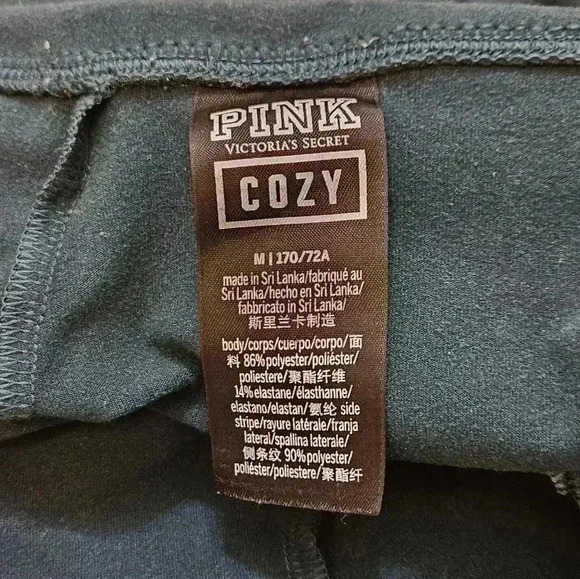 PINK
VICTORIA'S SECRET
COZY
M | 170/72A
made in Sri Lanka/fabriqué au
Sri Lanka/hecho en Sri Lanka/
fabbricato in Sri Lanka/
斯里兰卡制造
body/corps/cuerpo/corpo/面
料 86% polyester/poliéster/
poliestere/聚酯纤维
14% elastane/élasthanne/
elastano/elastan/氨纶 side
stripe/rayure latérale/franja
lateral/spallina laterale/
侧条纹 90% polyester/
poliéster/poliestere/聚酯纤